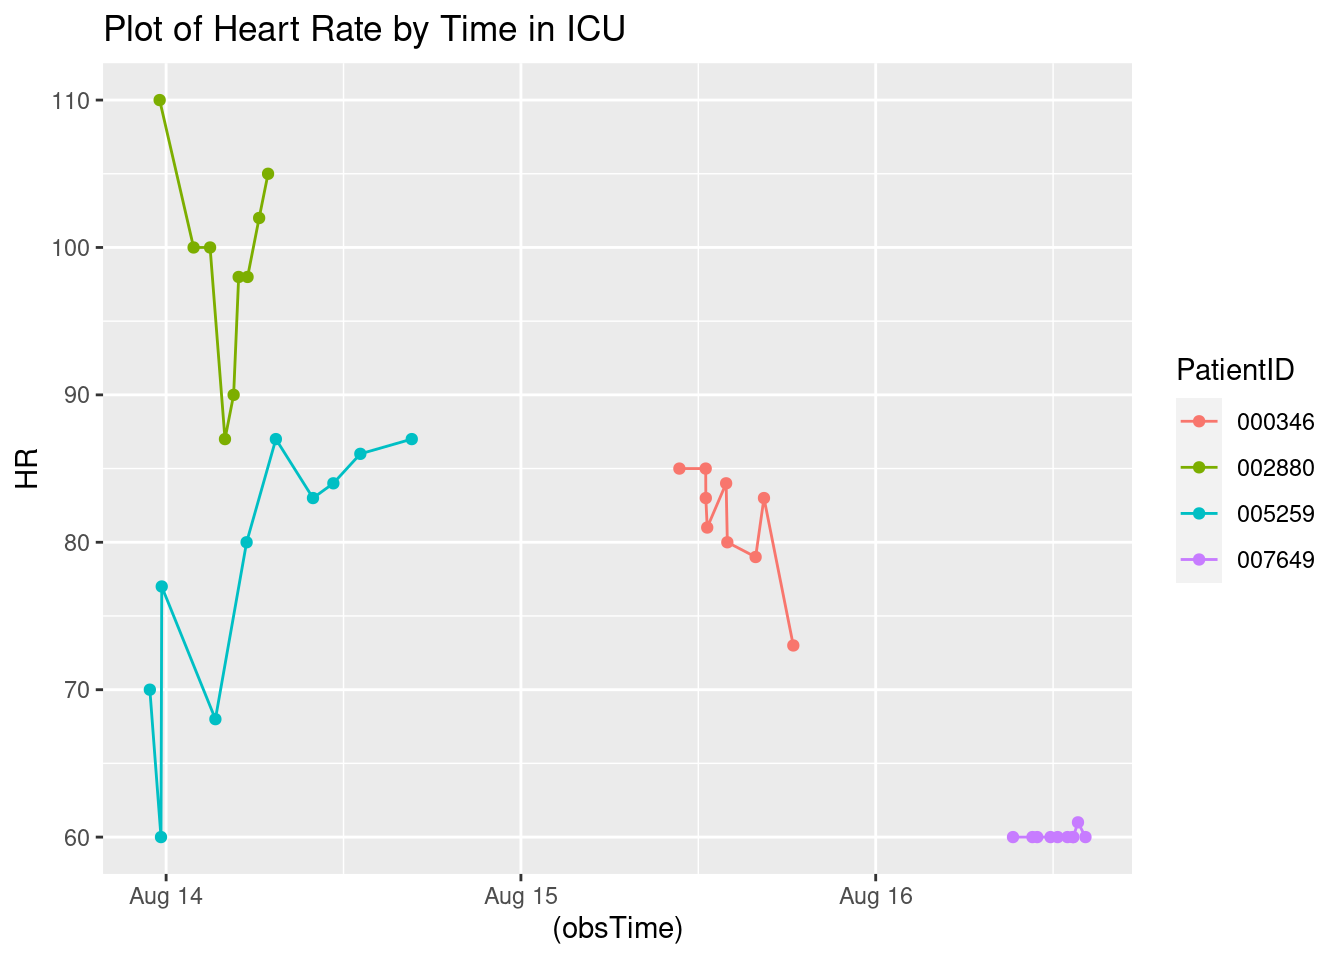 Plot of Heart Rate by Time in ICU
110
100
90
80
70
60
HR
Aug 14
Aug 15
Aug 16
(obsTime)
PatientID
000346
002880
005259
007649